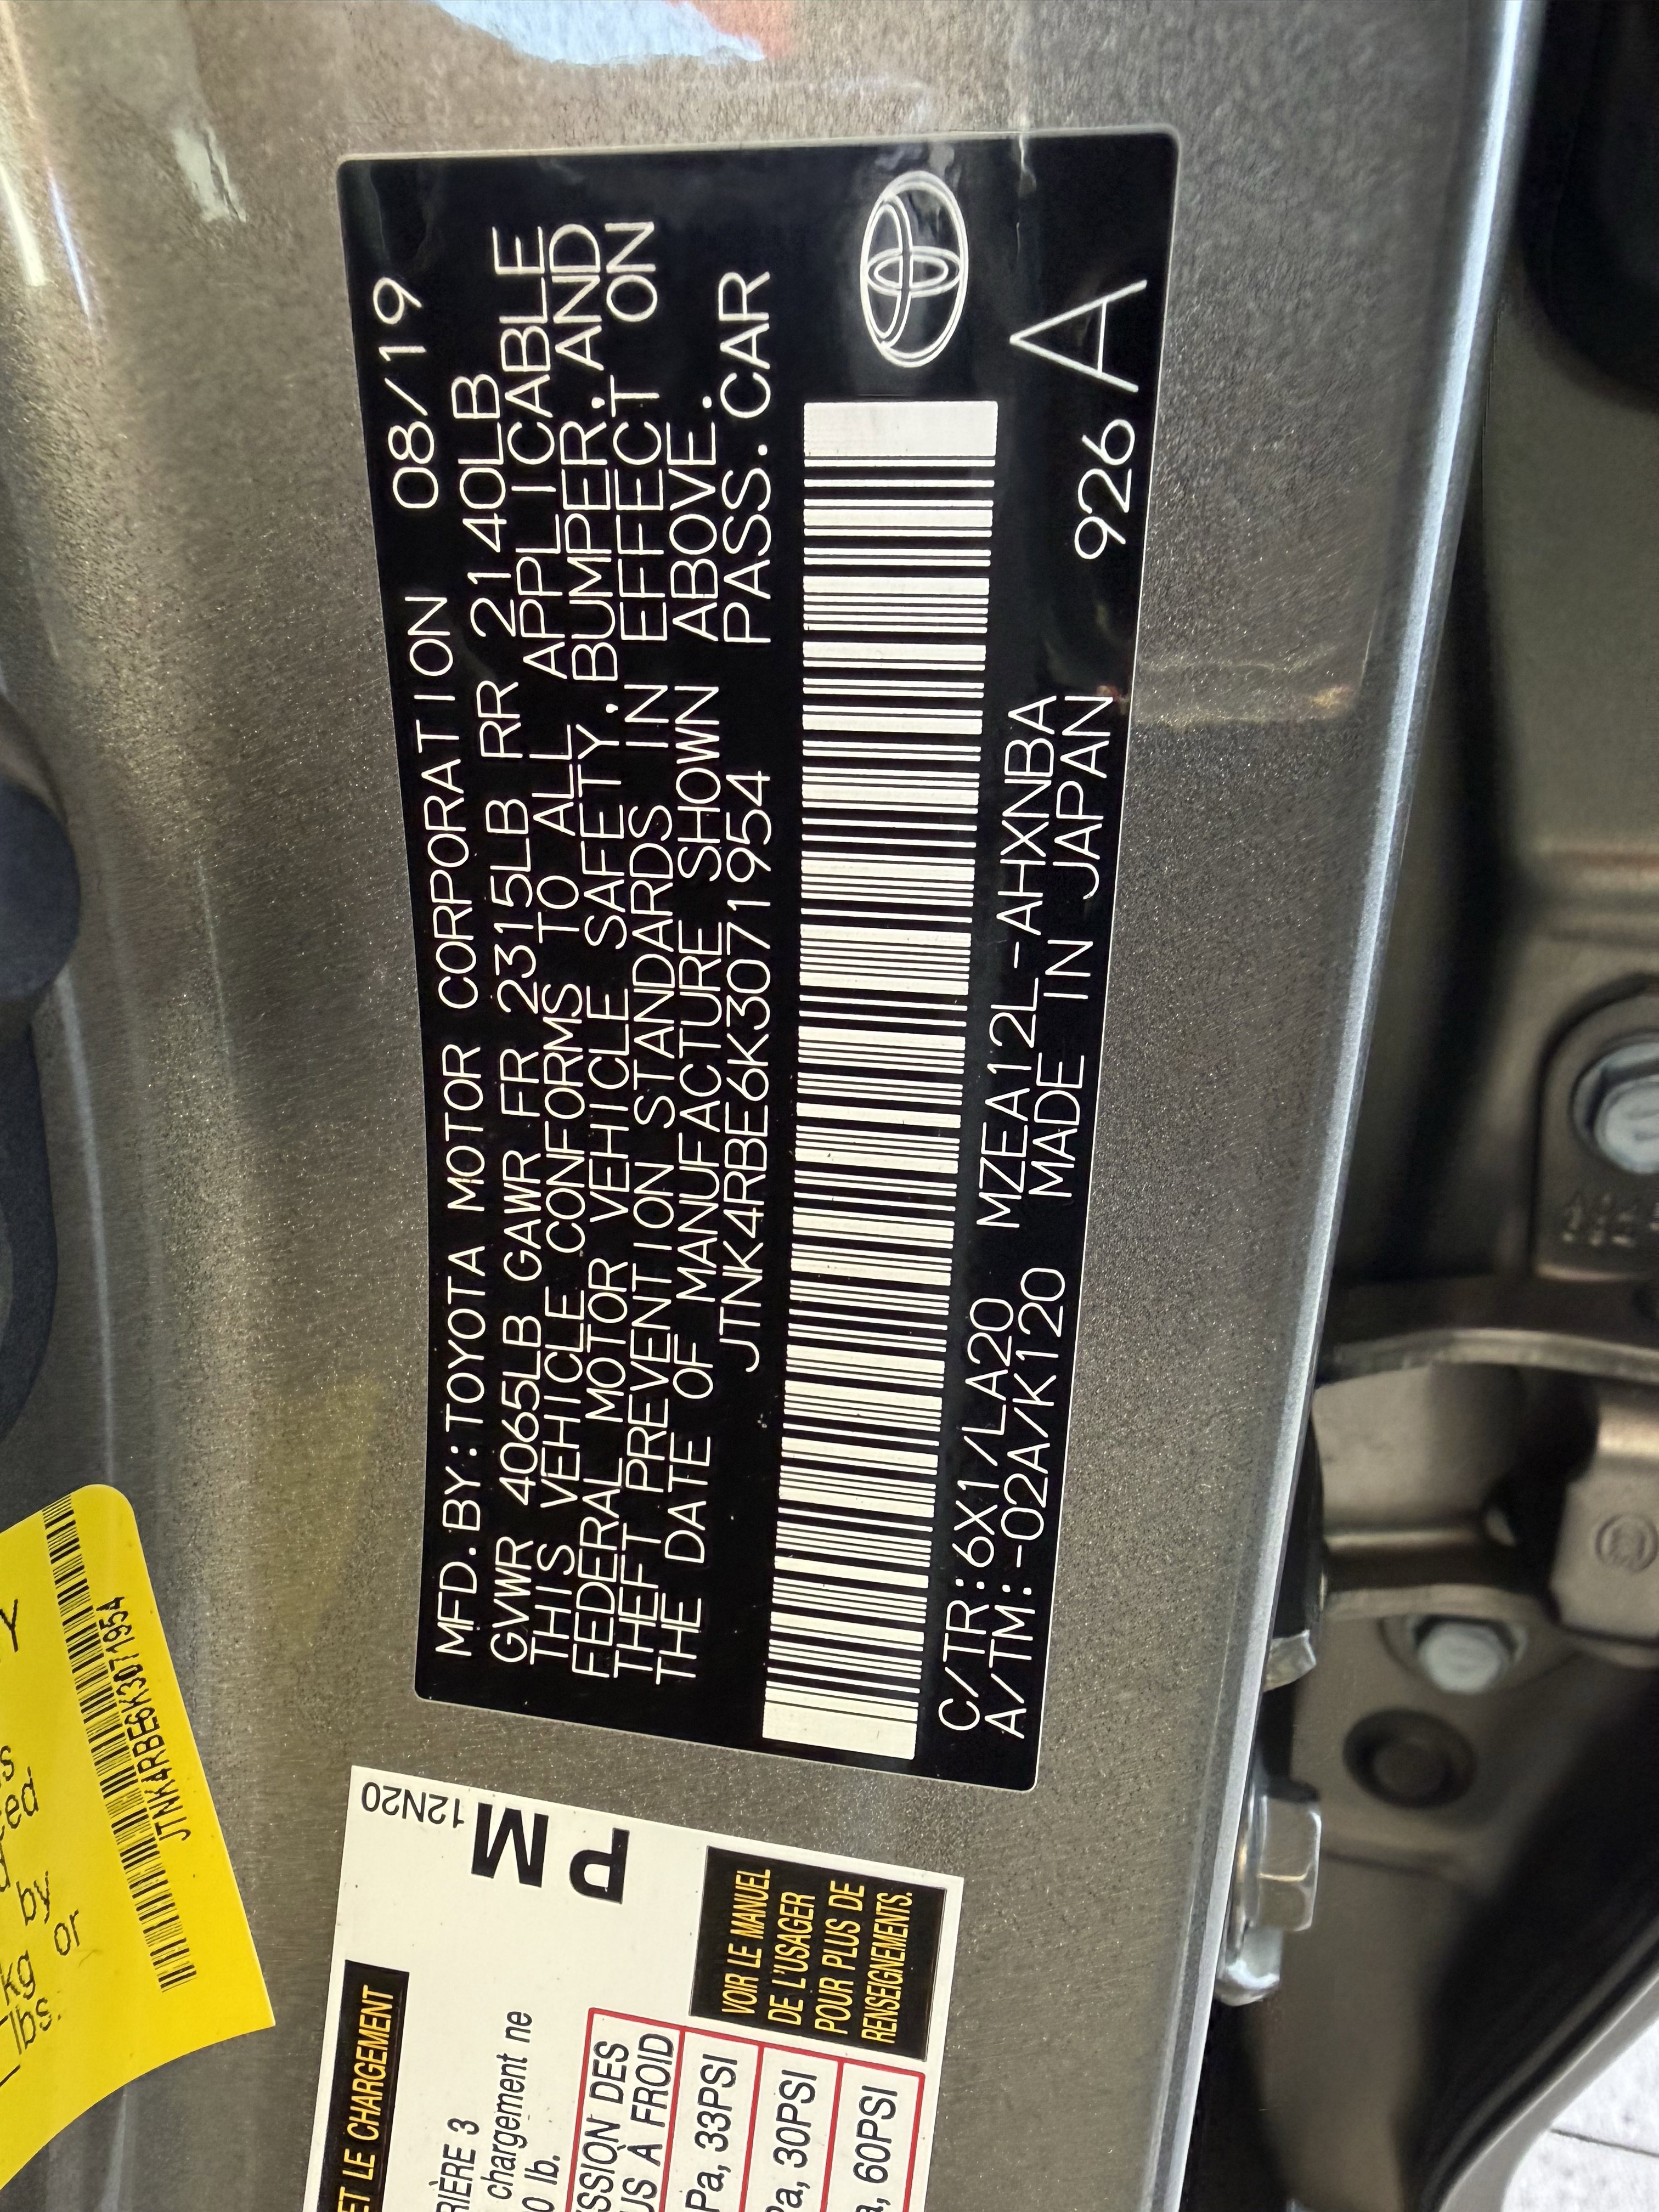 MFD.BY:TOYOTA MOTOR CORPORATION 08/19
GVWR 4065LB GAWR FR 2315LB RR 2140LB
THIS VEHICLE CONFORMS TO ALL APPLICABLE
FEDERAL MOTOR VEHICLE SAFETY.BUMPER.AND
THEFT PREVENTION STANDARDS IN EFFECT ON
THE DATE OF MANUFACTURE SHOWN ABOVE.
JTNK4RBE6K3071954 PASS.CAR
C/TR:6X1/LA20 MZEA12L-AHXNBA
A/TM:-02A/K120 MADE IN JAPAN 926 A
by
kg or
lbs.
JTNK4RBE6K3071954
12N20
PM
ET LE CHARGEMENT
3
chargement ne
lb.
DES
À FROID
33PSI
30PSI
60PSI
VOIR LE MANUEL
DE L'USAGER
POUR PLUS DE
RENSEIGNEMENTS.